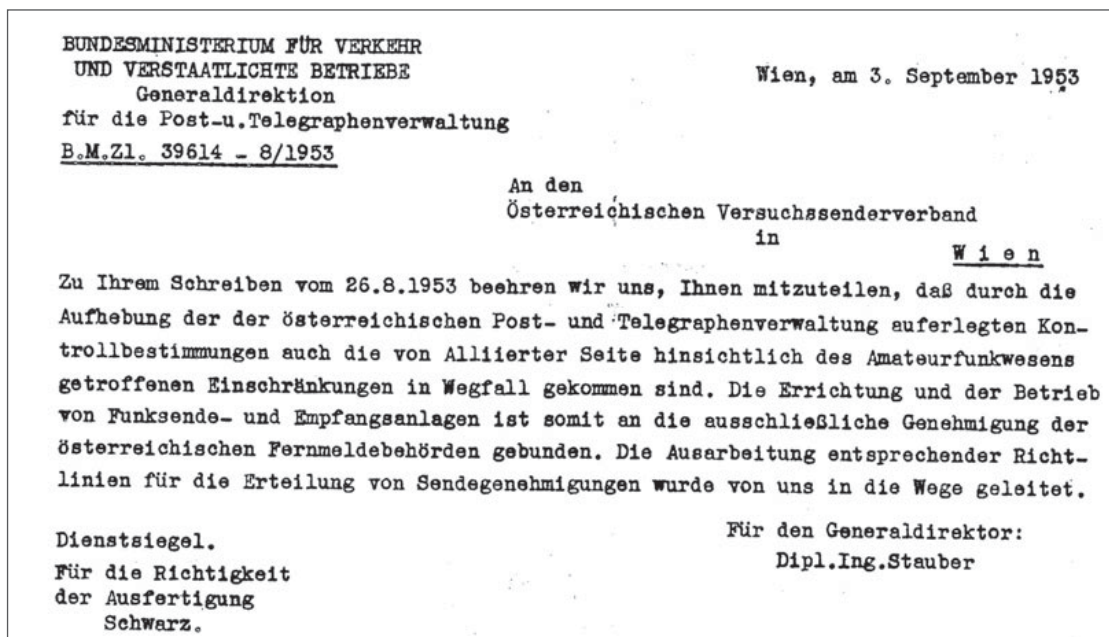 BUNDESMINISTERIUM FÜR VERKEHR
UND VERSTAATLICHTE BETRIEBE
Generaldirektion
für die Post-u.Telegraphenverwaltung
B.M.Zl. 39614 - 8/1953
Wien, am 3. September 1953
An den
Österreichischen Versuchssenderverband
in
W i e n
Zu Ihrem Schreiben vom 26.8.1953 beehren wir uns, Ihnen mitzuteilen, daß durch die
Aufhebung der der österreichischen Post- und Telegraphenverwaltung auferlegten Kon-
trollbestimmungen auch die von Alliierter Seite hinsichtlich des Amateurfunkwesens
getroffenen Einschränkungen in Wegfall gekommen sind. Die Errichtung und der Betrieb
von Funksende- und Empfangsanlagen ist somit an die ausschließliche Genehmigung der
österreichischen Fernmeldebehörden gebunden. Die Ausarbeitung entsprechender Richt-
linien für die Erteilung von Sendegenehmigungen wurde von uns in die Wege geleitet.
Für den Generaldirektor:
Dipl.Ing.Stauber
Dienstsiegel.
Für die Richtigkeit
der Ausfertigung
Schwarz.